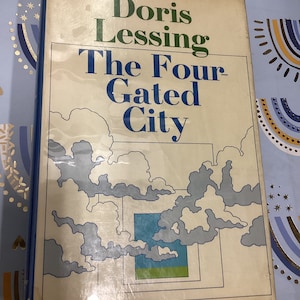 Doris
Lessing
The Four-
Gated
City